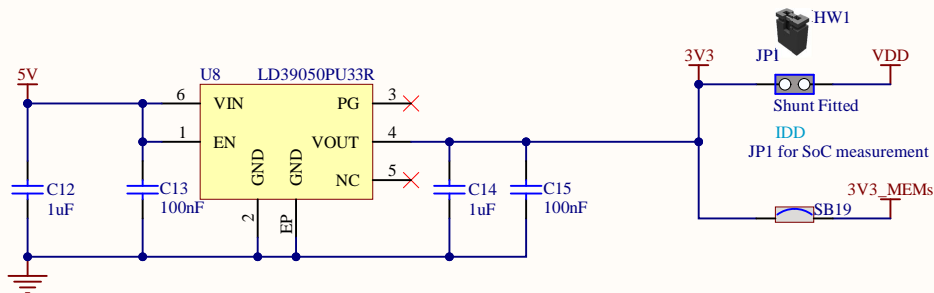 HW1
5V
U8
LD39050PU33R
3V3
JP1
VDD
6
VIN
PG
3
Shunt Fitted
1
EN
VOUT
4
IDD
JP1 for SoC measurement
GND
GND
NC
5
C12
1uF
C13
100nF
C14
1uF
C15
100nF
3V3_MEMs
SB19
2
EP